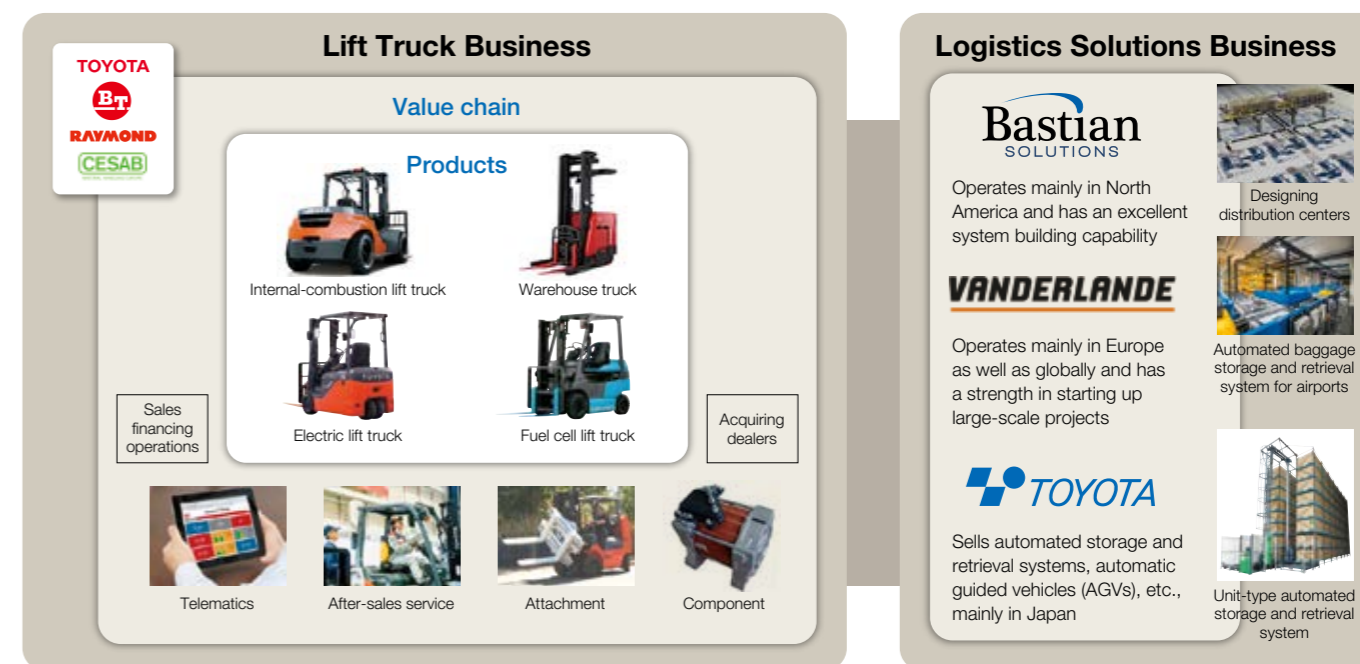 Lift Truck Business
TOYOTA
BT
RAYMOND
CESAB
Value chain
Products
Internal-combustion lift truck
Warehouse truck
Electric lift truck
Fuel cell lift truck
Sales
financing
operations
Acquiring
dealers
Telematics
After-sales service
Attachment
Component
Logistics Solutions Business
Bastian
SOLUTIONS
Operates mainly in North
America and has an excellent
system building capability
VANDERLANDE
Operates mainly in Europe
as well as globally and has
a strength in starting up
large-scale projects
TOYOTA
Sells automated storage and
retrieval systems, automatic
guided vehicles (AGVs), etc.,
mainly in Japan
Designing
distribution centers
Automated baggage
storage and retrieval
system for airports
Unit-type automated
storage and retrieval
system